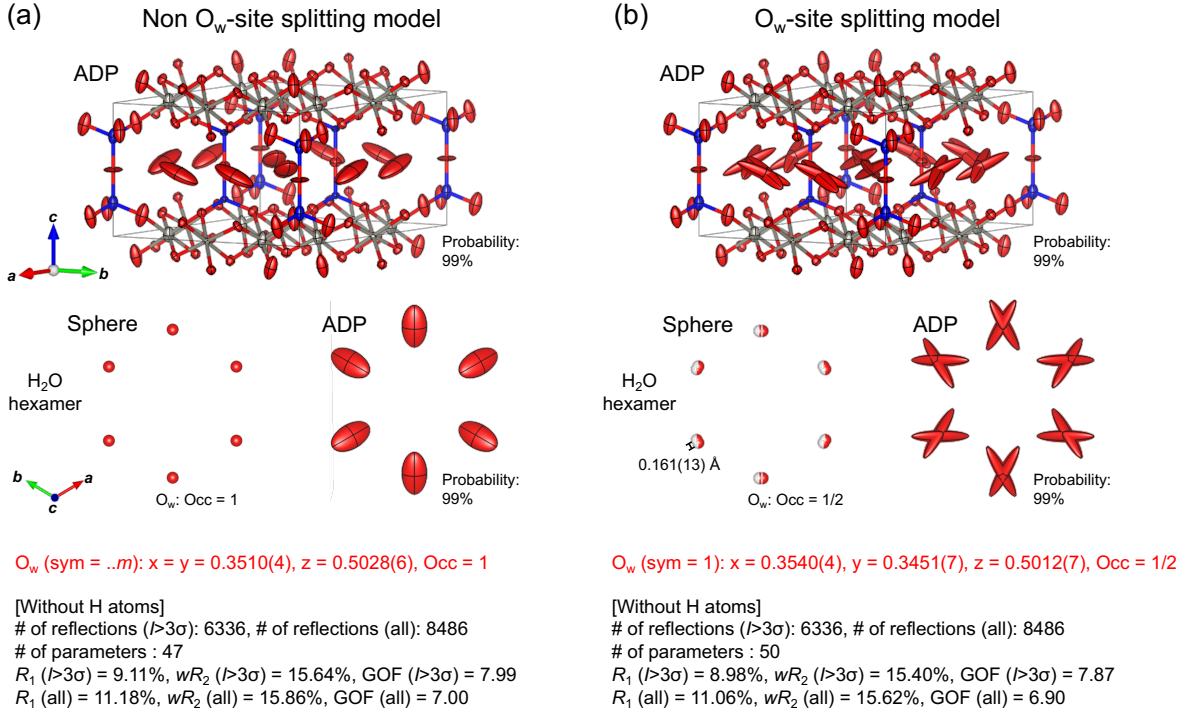 (a)
Non Ow-site splitting model
ADP
c
a
b
Probability:
99%
Sphere
ADP
H2O
hexamer
b
a
c
Ow: Occ = 1
Probability:
99%
Ow (sym = ..m): x = y = 0.3510(4), z = 0.5028(6), Occ = 1
[Without H atoms]
# of reflections (I>3σ): 6336, # of reflections (all): 8486
# of parameters : 47
R1 (I>3σ) = 9.11%, wR2 (I>3σ) = 15.64%, GOF (I>3σ) = 7.99
R1 (all) = 11.18%, wR2 (all) = 15.86%, GOF (all) = 7.00
(b)
Ow-site splitting model
ADP
Probability:
99%
Sphere
ADP
H2O
hexamer
0.161(13) Å
Ow: Occ = 1/2
Probability:
99%
Ow (sym = 1): x = 0.3540(4), y = 0.3451(7), z = 0.5012(7), Occ = 1/2
[Without H atoms]
# of reflections (I>3σ): 6336, # of reflections (all): 8486
# of parameters : 50
R1 (I>3σ) = 8.98%, wR2 (I>3σ) = 15.40%, GOF (I>3σ) = 7.87
R1 (all) = 11.06%, wR2 (all) = 15.62%, GOF (all) = 6.90